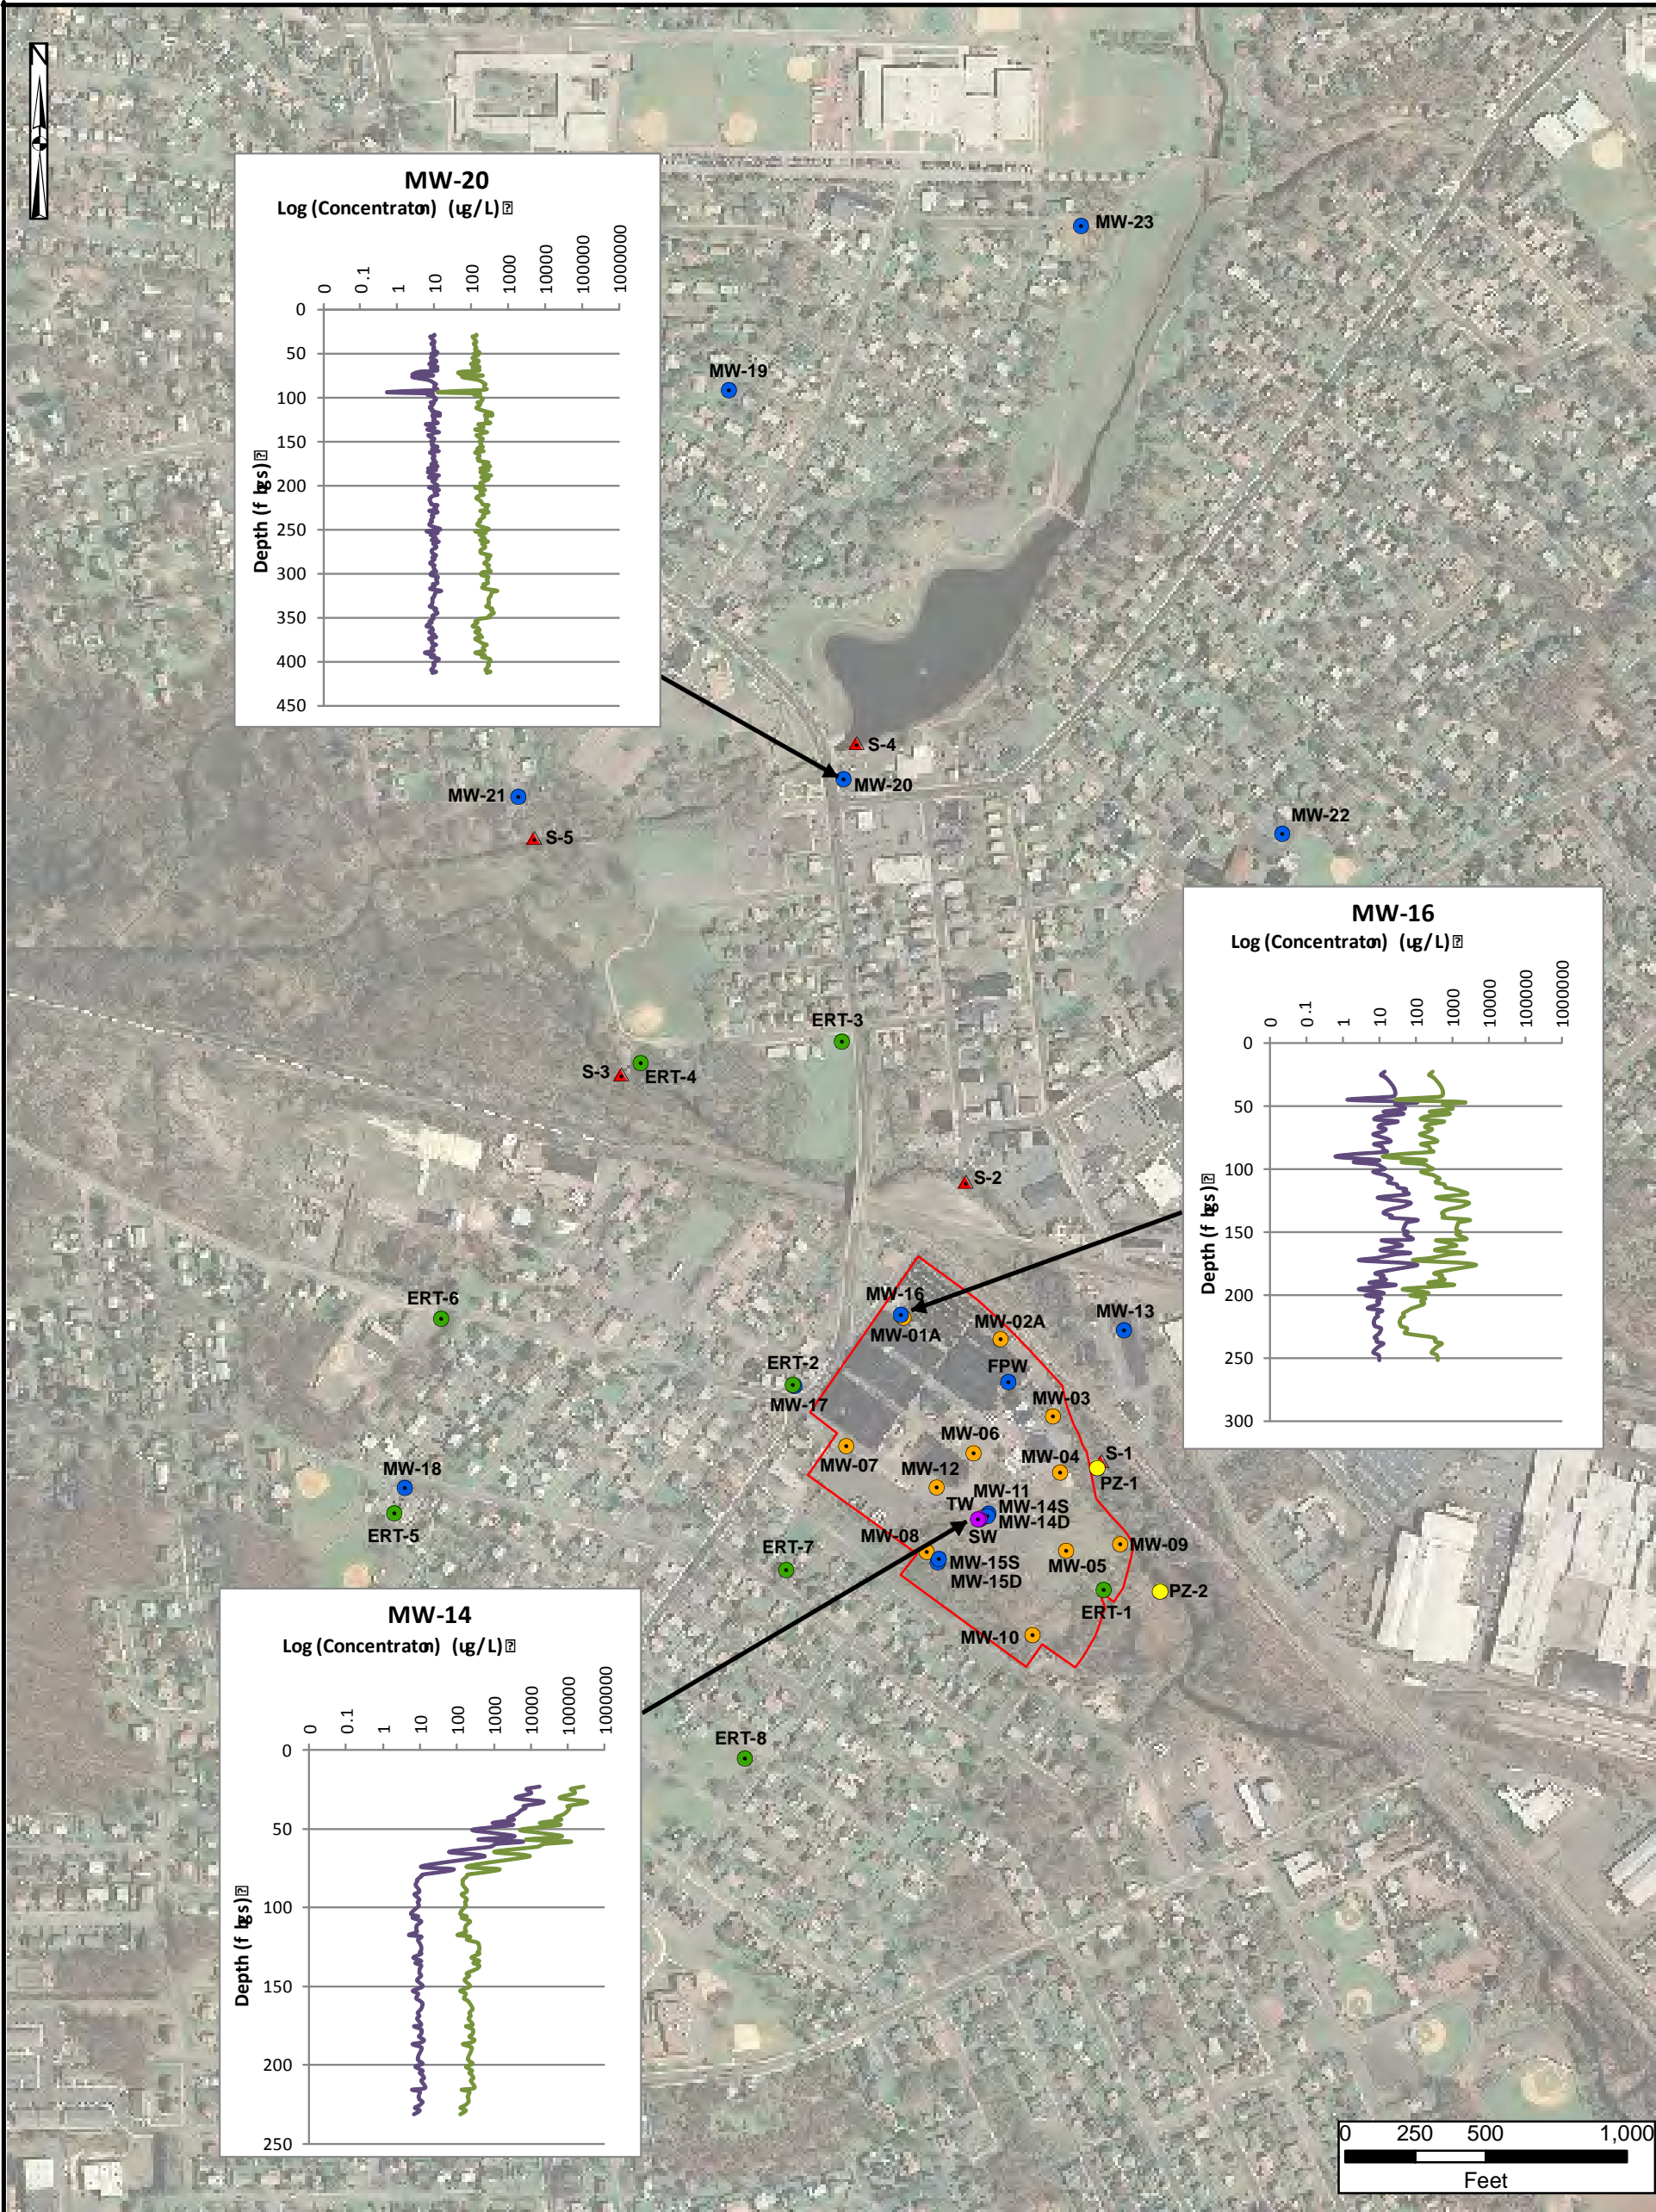 N
MW-20
Log (Concentraton) (ug/L)
0
0.1
1
10
100
1000
10000
100000
1000000
0
50
100
150
200
250
300
350
400
450
Depth (f bgs)
MW-23
MW-19
S-4
MW-20
MW-21
S-5
MW-22
MW-16
Log (Concentraton) (ug/L)
0
0.1
1
10
100
1000
10000
100000
1000000
0
50
100
150
200
250
300
Depth (f bgs)
ERT-3
S-3
ERT-4
S-2
ERT-6
MW-16
MW-01A
MW-02A
MW-13
ERT-2
MW-17
FPW
MW-03
MW-06
MW-07
MW-12
MW-04
S-1
PZ-1
MW-18
ERT-5
MW-11
TW
MW-14S
MW-14D
SW
MW-08
MW-15S
MW-15D
MW-05
MW-09
ERT-7
PZ-2
ERT-1
MW-10
ERT-8
MW-14
Log (Concentraton) (ug/L)
0
0.1
1
10
100
1000
10000
100000
1000000
0
50
100
150
200
250
Depth (f bgs)
0 250 500 1,000
Feet